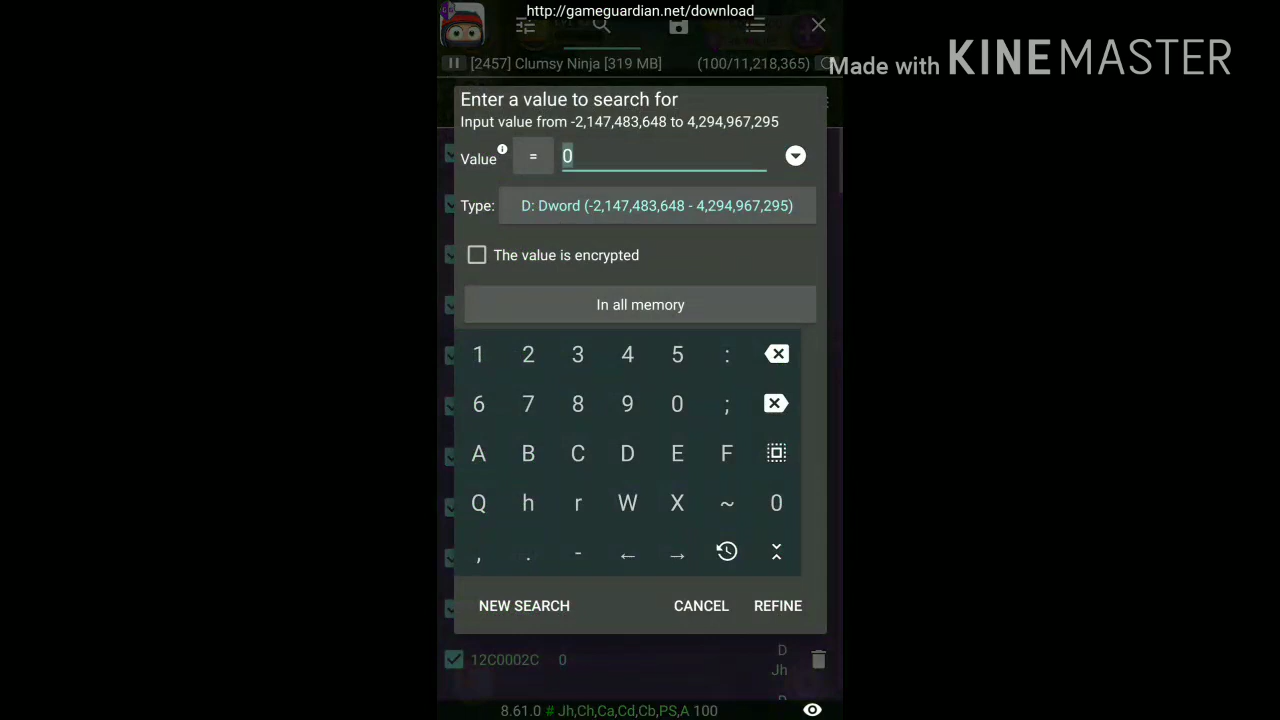 http://gameguardian.net/download
[2457] Clumsy Ninja [319 MB] (100/11,218,365)
Made with KINEMASTER
Enter a value to search for
Input value from -2,147,483,648 to 4,294,967,295
Value = 0
Type: D: Dword (-2,147,483,648 - 4,294,967,295)
The value is encrypted
In all memory
1 2 3 4 5 :
6 7 8 9 0 ;
A B C D E F
Q h r W X ~ 0
, . - ← →
NEW SEARCH CANCEL REFINE
12C0002C 0 D
Jh
8.61.0 # Jh,Ch,Ca,Cd,Cb,PS,A 100